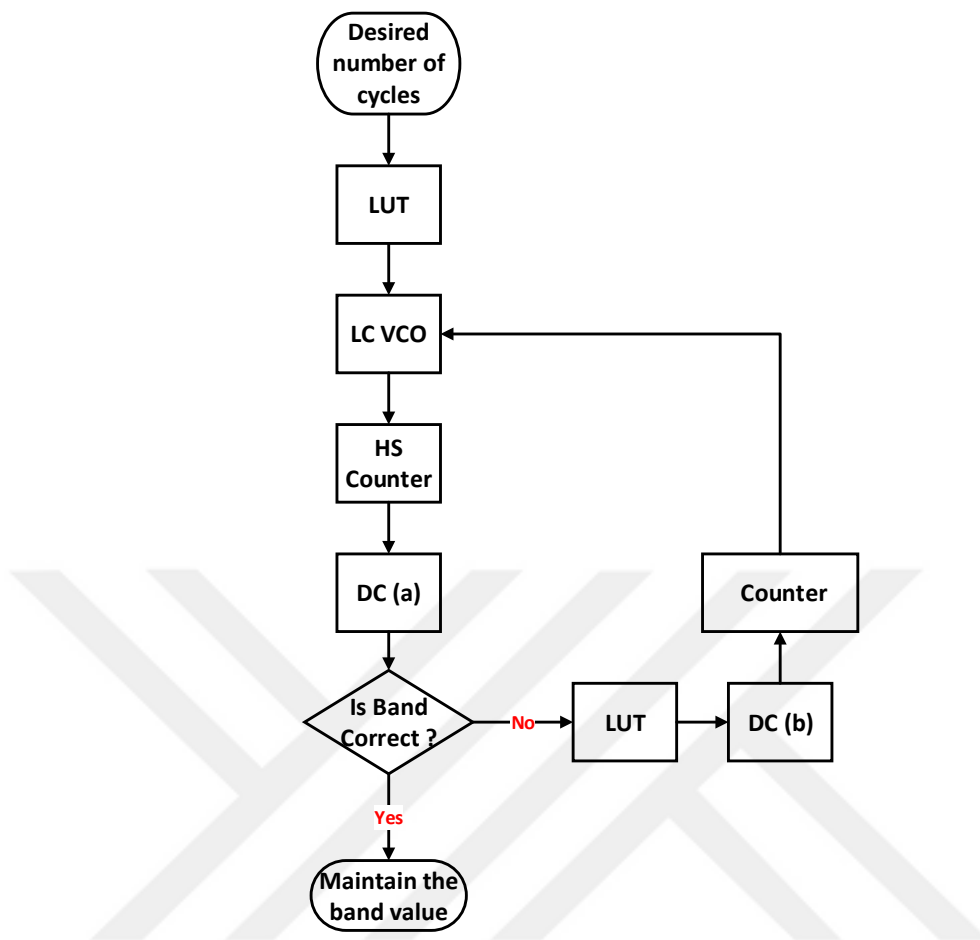 Desired
number of
cycles
LUT
LC VCO
HS
Counter
DC (a)
Counter
Is Band
Correct ?
No
LUT
DC (b)
Yes
Maintain the
band value